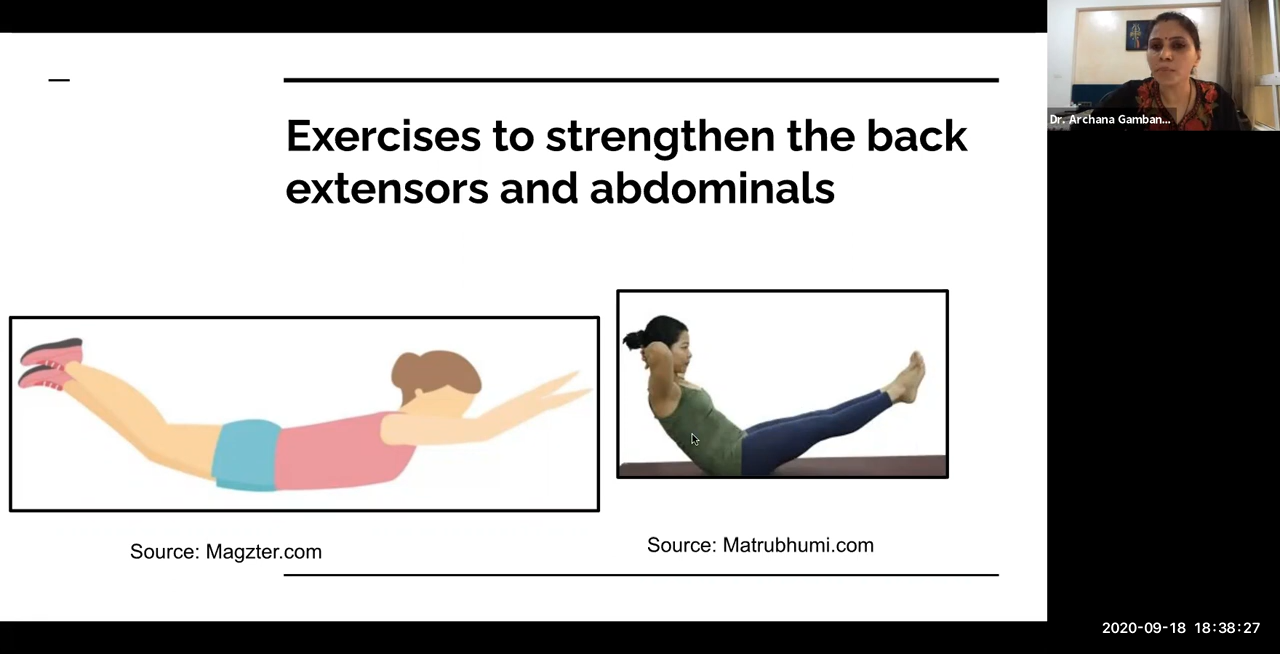 Exercises to strengthen the back
extensors and abdominals
Dr. Archana Gamban...
Source: Magzter.com
Source: Matrubhumi.com
2020-09-18 18:38:27